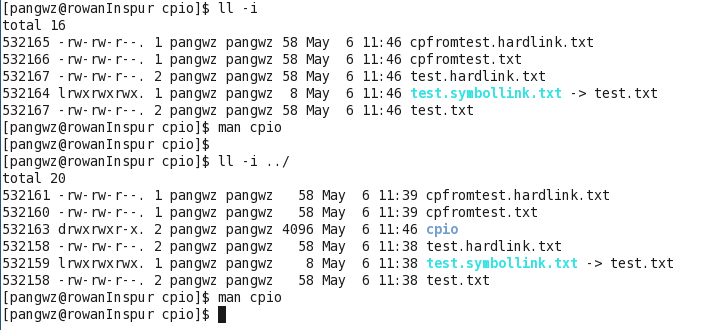 [pangwz@rowanInspur cpio]$ ll -i
total 16
532165 -rw-rw-r--. 1 pangwz pangwz 58 May  6 11:46 cpfromtest.hardlink.txt
532166 -rw-rw-r--. 1 pangwz pangwz 58 May  6 11:46 cpfromtest.txt
532167 -rw-rw-r--. 2 pangwz pangwz 58 May  6 11:46 test.hardlink.txt
532164 lrwxrwxrwx. 1 pangwz pangwz  8 May  6 11:46 test.symbollink.txt -> test.txt
532167 -rw-rw-r--. 2 pangwz pangwz 58 May  6 11:46 test.txt
[pangwz@rowanInspur cpio]$ man cpio
[pangwz@rowanInspur cpio]$
[pangwz@rowanInspur cpio]$ ll -i ../
total 20
532161 -rw-rw-r--. 1 pangwz pangwz   58 May  6 11:39 cpfromtest.hardlink.txt
532160 -rw-rw-r--. 1 pangwz pangwz   58 May  6 11:39 cpfromtest.txt
532163 drwxrwxr-x. 2 pangwz pangwz 4096 May  6 11:46 cpio
532158 -rw-rw-r--. 2 pangwz pangwz   58 May  6 11:38 test.hardlink.txt
532159 lrwxrwxrwx. 1 pangwz pangwz    8 May  6 11:38 test.symbollink.txt -> test.txt
532158 -rw-rw-r--. 2 pangwz pangwz   58 May  6 11:38 test.txt
[pangwz@rowanInspur cpio]$ man cpio
[pangwz@rowanInspur cpio]$